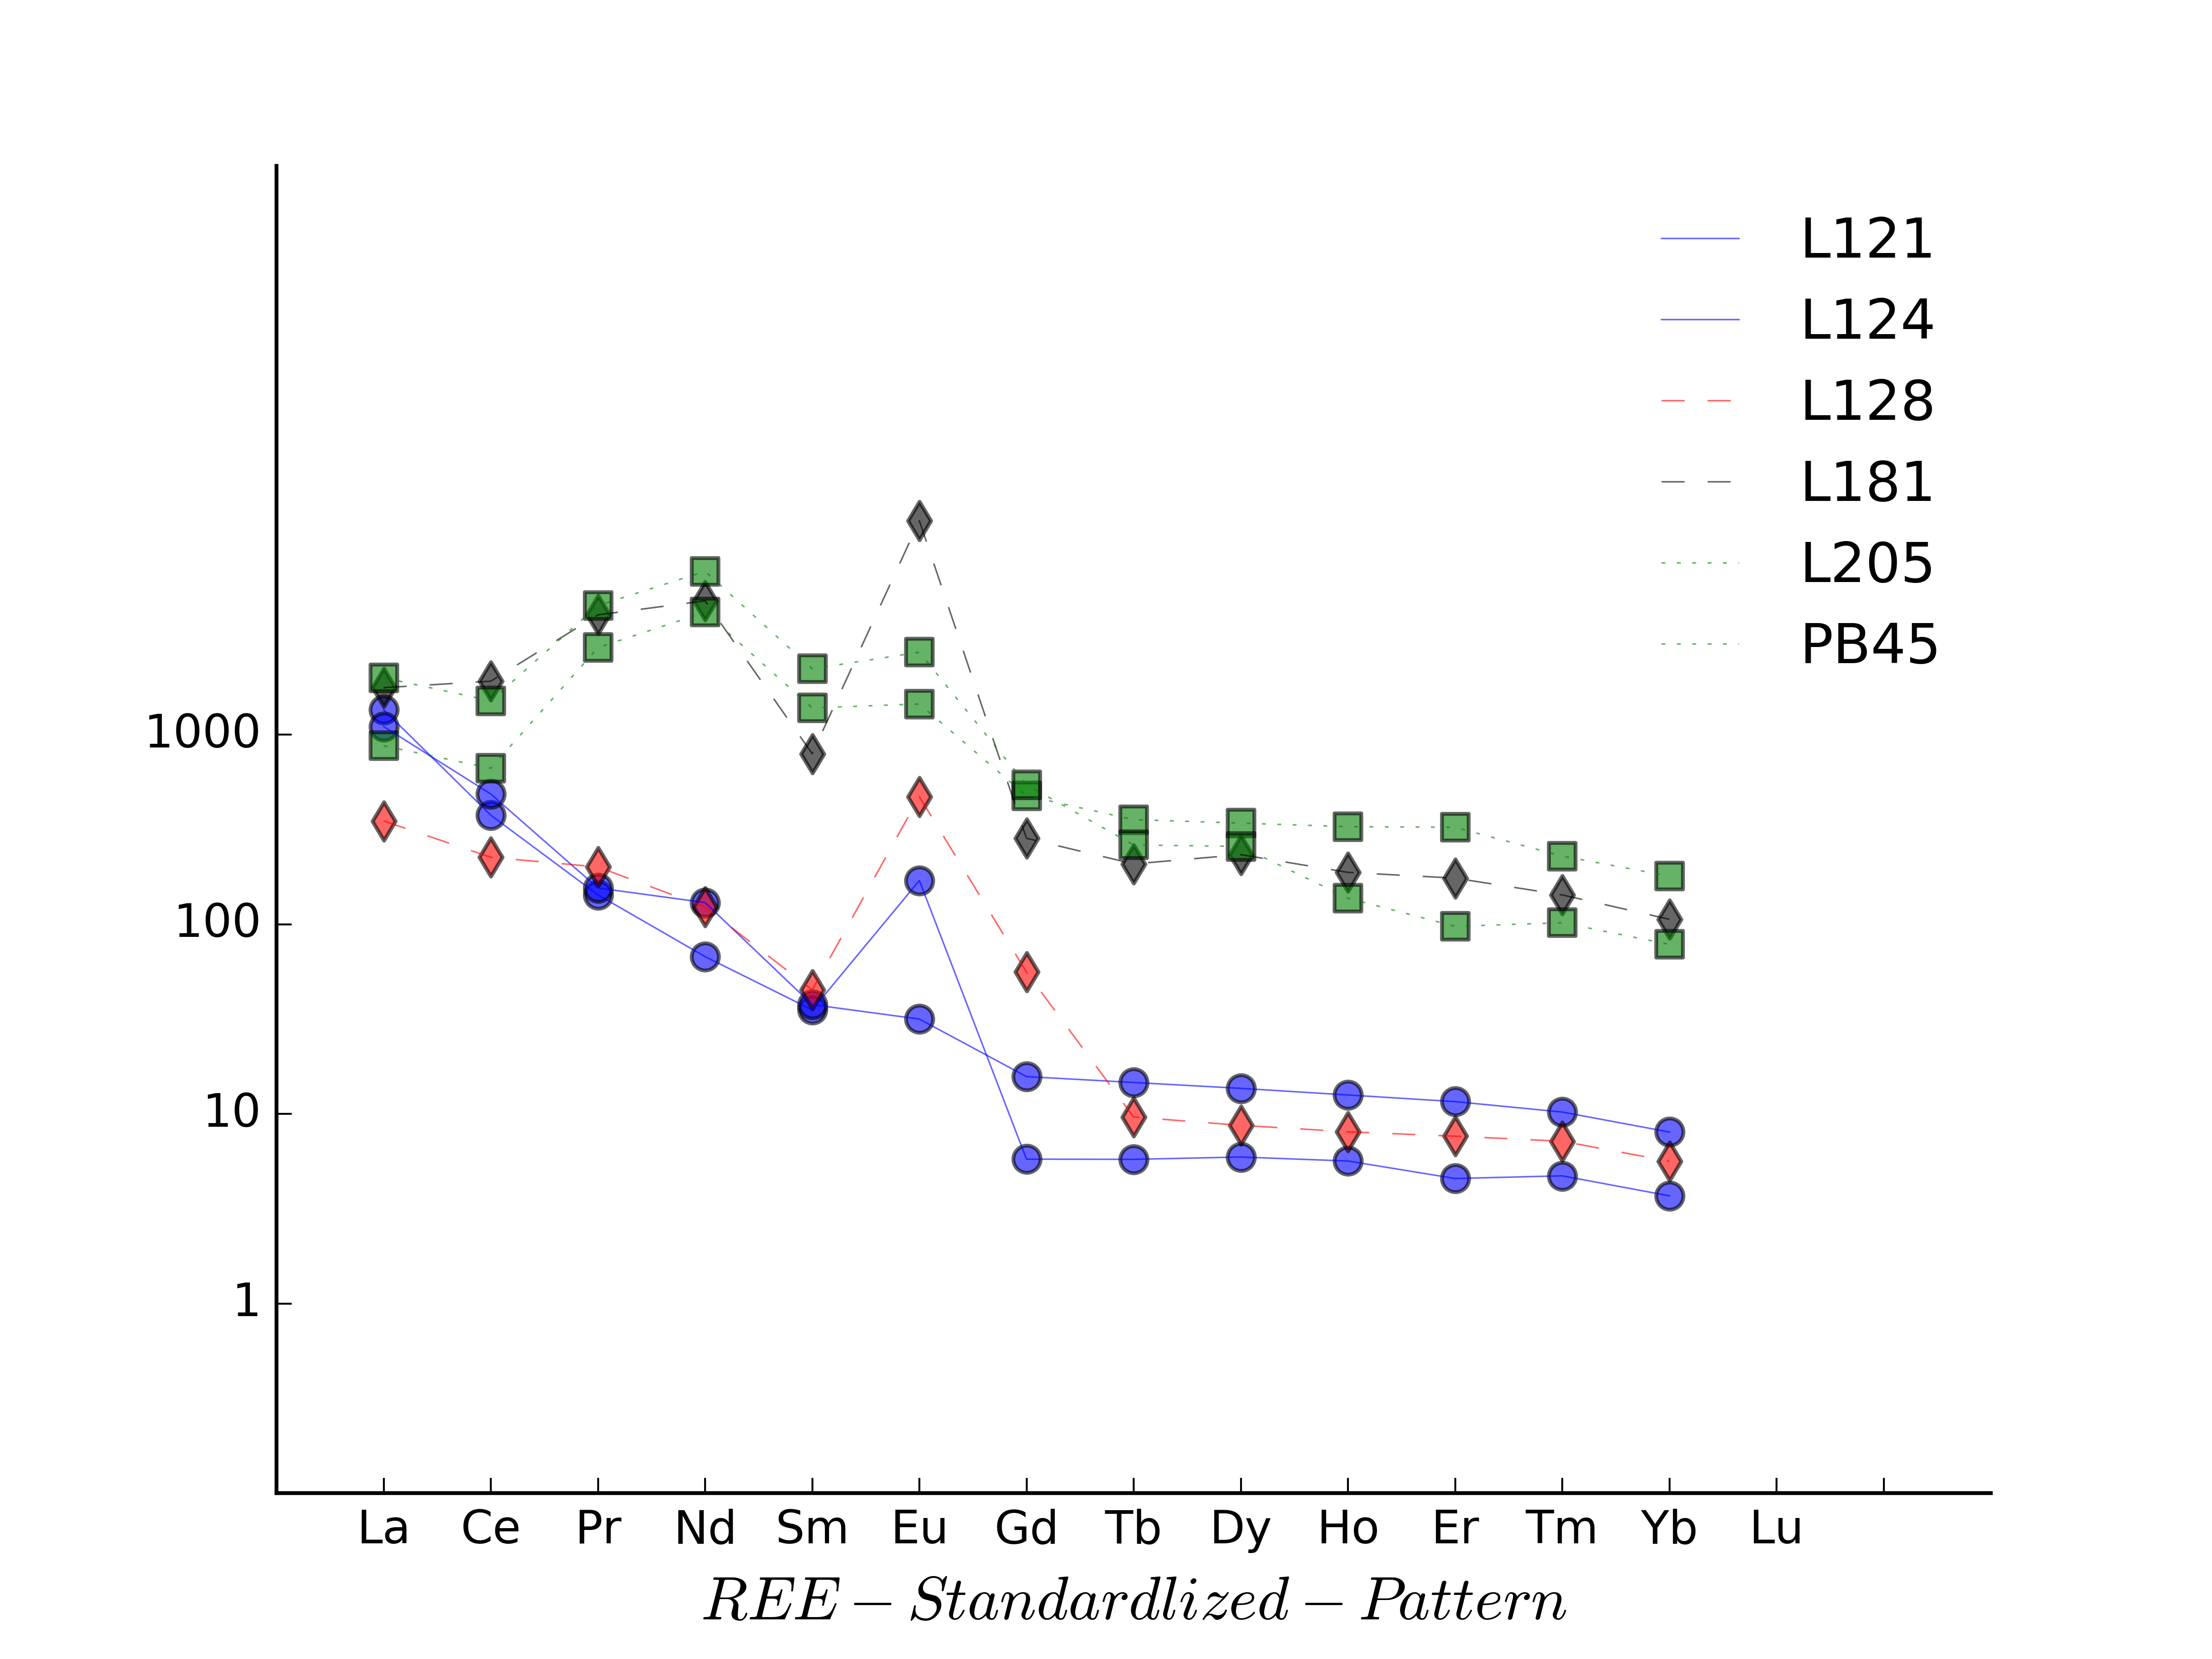 L121
L124
L128
L181
L205
PB45
1000
100
10
1
La Ce Pr Nd Sm Eu Gd Tb Dy Ho Er Tm Yb Lu
REE − Standardlized − Pattern